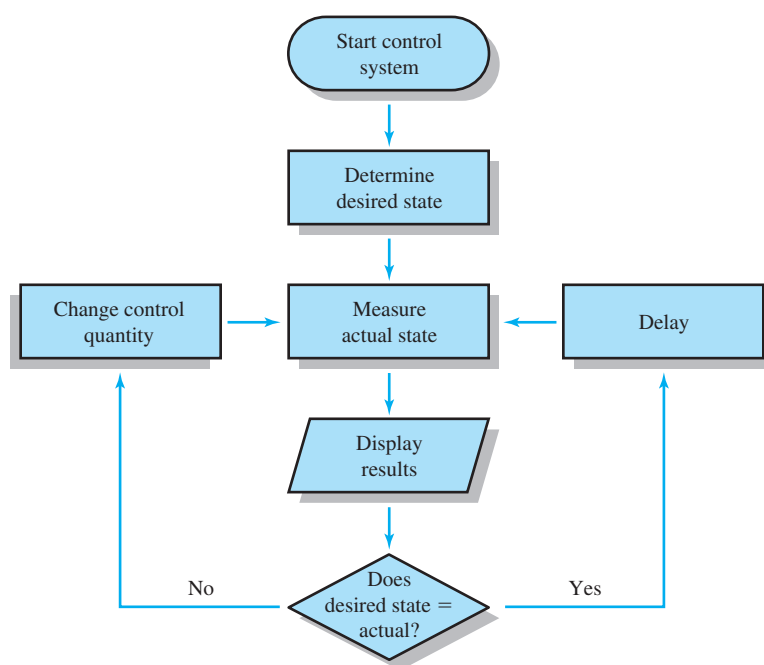 Start control
system
Determine
desired state
Change control
quantity
Measure
actual state
Delay
Display
results
No
Does
desired state =
actual?
Yes